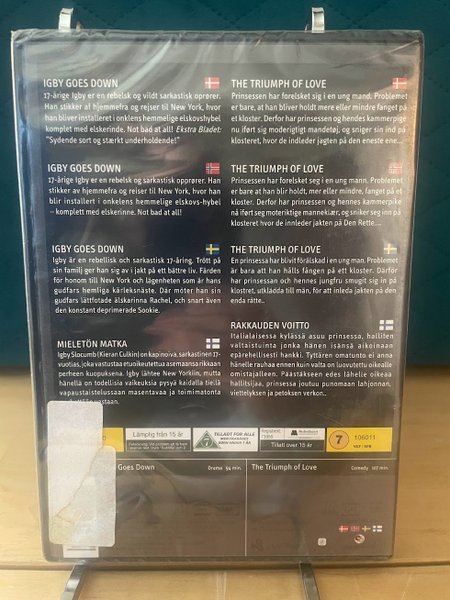 IGBY GOES DOWN
17-årige Igby er en rebelsk og vildt sarkastisk oprører.
Han stikker af hjemmefra og rejser til New York, hvor
han bliver installeret i onklens hemmelige elskovshybel
komplet med elskerinde. Not bad at all! Ekstra Bladet:
"Sydende sort og stærkt underholdende!"
IGBY GOES DOWN
17-årige Igby er en rebelsk og sarkastisk opprører. Han
stikker av hjemmefra og rejser til New York, hvor han
blir installert i onkelens hemmelige elskovs-hybel
– komplett med elskerinne. Not bad at all!
IGBY GOES DOWN
Igby är en rebellisk och sarkastisk 17-åring. Trött på
sin familj ger han sig av i jakt på ett bättre liv. Färden
för honom till New York och lägenheten som är hans
gudfars hemliga kärleksnäste. Där möter han sin
gudfars lättfotade älskarinna Rachel, och snart även
den konstant deprimerade Sookie.
MIELETÖN MATKA
Igby Slocumb (Kieran Culkin) on kapinoiva, sarkastinen 17-
vuotias, joka vastustaa etuoikeutettua asemaansa rikkaan
perheen kuopuksena. Igby lähtee New Yorkiin, mutta
hänellä on todellisia vaikeuksia pysyä kaidalla tiellä
vapaustaistelussaan masentavaa ja toimimatonta
vastaan.
THE TRIUMPH OF LOVE
Prinsessen har forelsket sig i en ung mand. Problemet
er bare, at han bliver holdt mere eller mindre fanget på
et kloster. Derfor har prinsessen og hendes kammerpige
nu iført sig moderigtigt mandetøj, og sniger sig ind på
klosteret, hvor de indleder jagten på den eneste ene....
THE TRIUMPH OF LOVE
Prinsessen har forelsket seg i en ung mann. Problemet
er bare at han blir holdt, mer eller mindre, fanget på et
kloster. Derfor har prinsessen og hennes kammerpike
nå iført seg moteriktige manneklær, og sniker seg inn på
klosteret hvor de innleder jakten på Den Rette....
THE TRIUMPH OF LOVE
En prinsessa har blivit förälskad i en ung man. Problemet
är bara att han hålls fången på ett kloster. Därför
har prinsessan och hennes jungfru smugit sig in på
klosteret, utklädda till män, för att inleda jakten på den
enda rätte..
RAKKAUDEN VOITTO
Italialaisessa kylässä asuu prinsessa, hallitun
valtaistuinta jonka hänen isänsä aikoinaan
epärehellisesti hankki. Tyttären omatunto ei anna
hänelle rauhaa ennen kuin valta on luovutettu oikealle
omistajalleen. Päästäkseen edes lähelle oikeaa
hallitsijaa, prinsessa joutuu punomaan lahjonnan,
viettelyksen ja petoksen verkon..
Lämplig från 15 år
TILLADT FOR ALLE
Tillatt over 15 år
7
106011
Goes Down
Drama 94 min.
The Triumph of Love
Comedy 107 min.